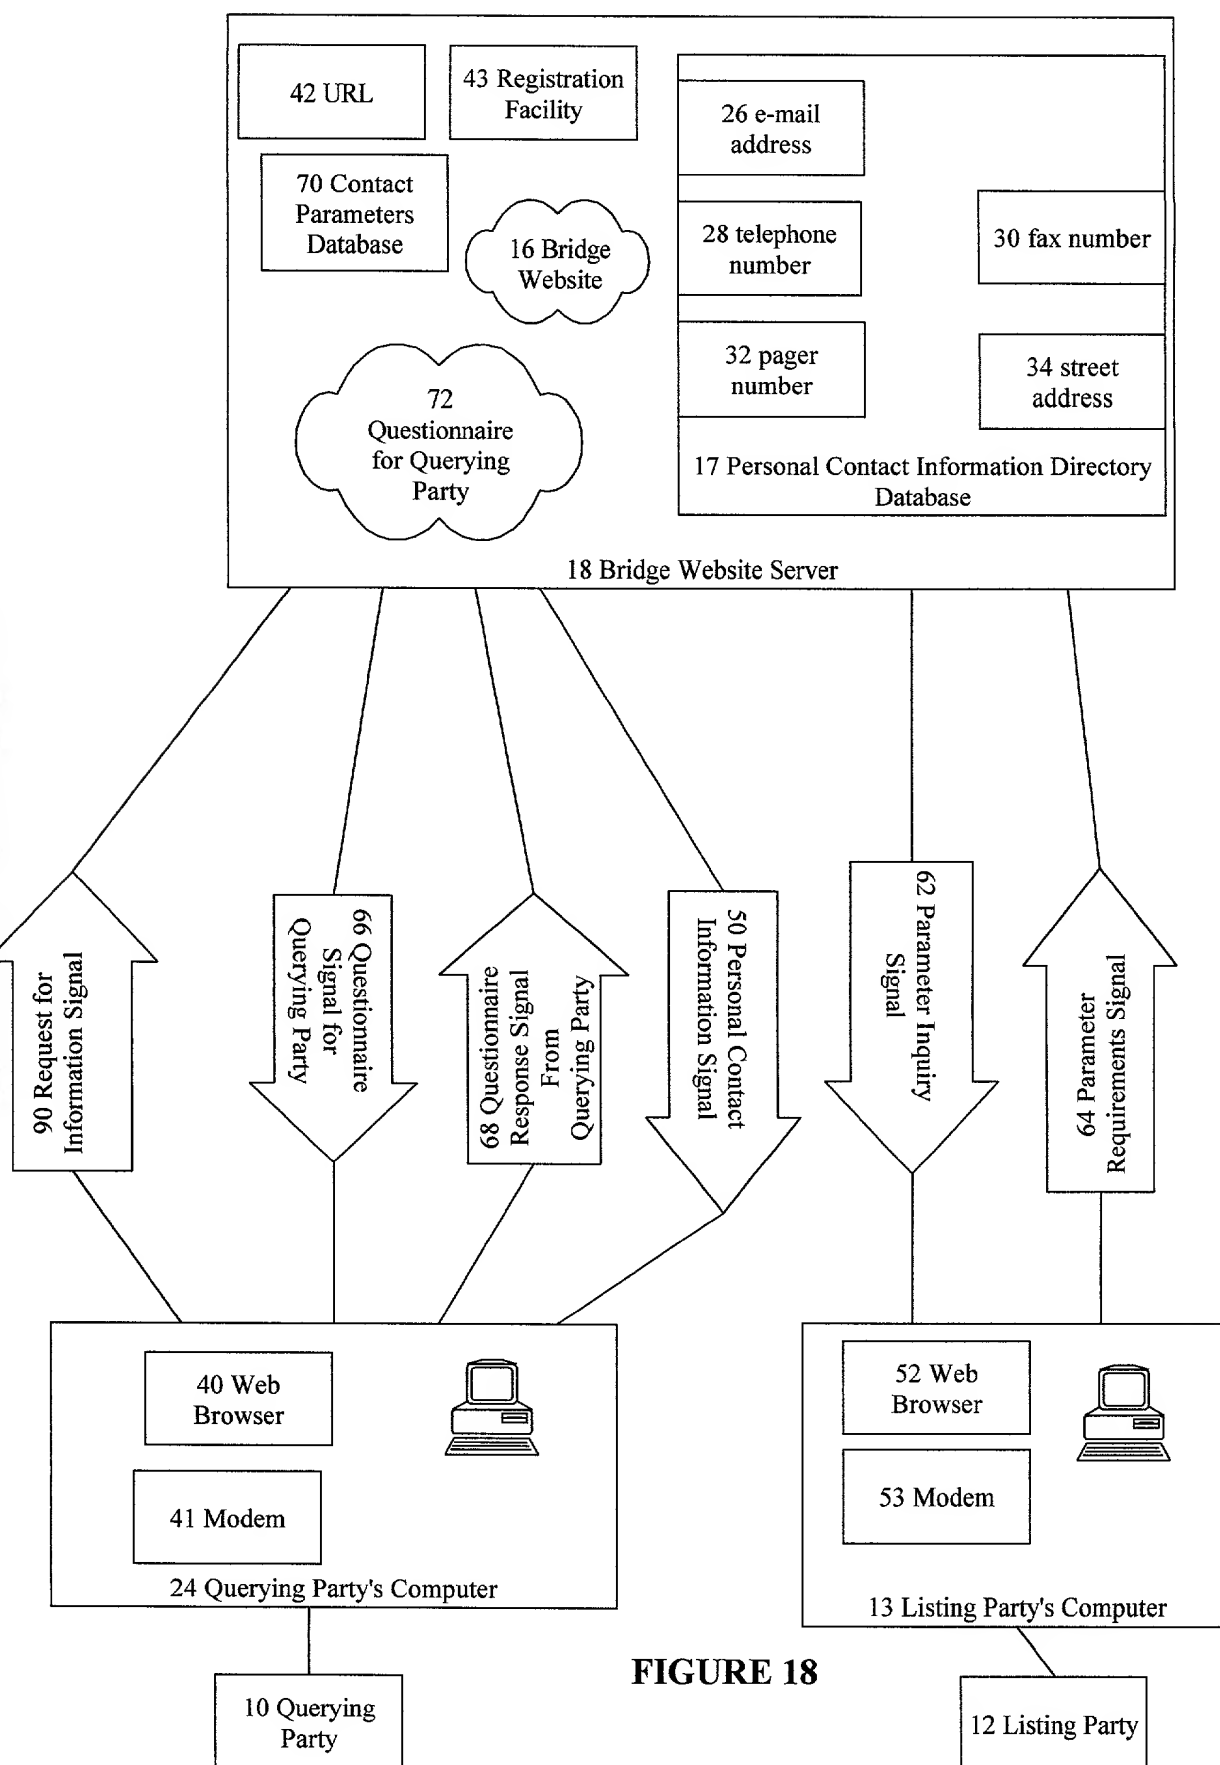 42 URL
43 Registration
Facility
70 Contact
Parameters
Database
16 Bridge
Website
72
Questionnaire
for Querying
Party
26 e-mail
address
28 telephone
number
30 fax number
32 pager
number
34 street
address
17 Personal Contact Information Directory
Database
18 Bridge Website Server
90 Request for
Information Signal
66 Questionnaire
Signal for
Querying Party
68 Questionnaire
Response Signal
From
Querying Party
50 Personal Contact
Information Signal
62 Parameter Inquiry
Signal
64 Parameter
Requirements Signal
40 Web
Browser
41 Modem
24 Querying Party's Computer
52 Web
Browser
53 Modem
13 Listing Party's Computer
10 Querying
Party
FIGURE 18
12 Listing Party